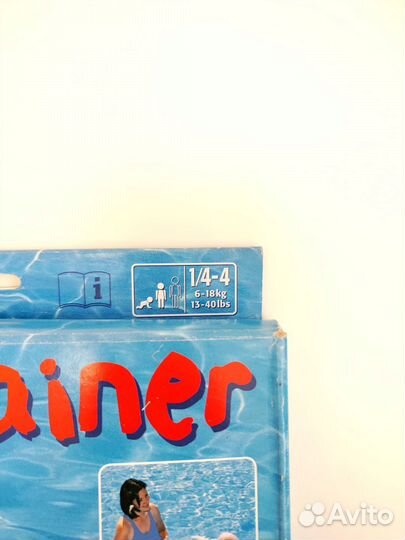 i
1/4-4
6-18kg
13-40lbs
ainer
Avito